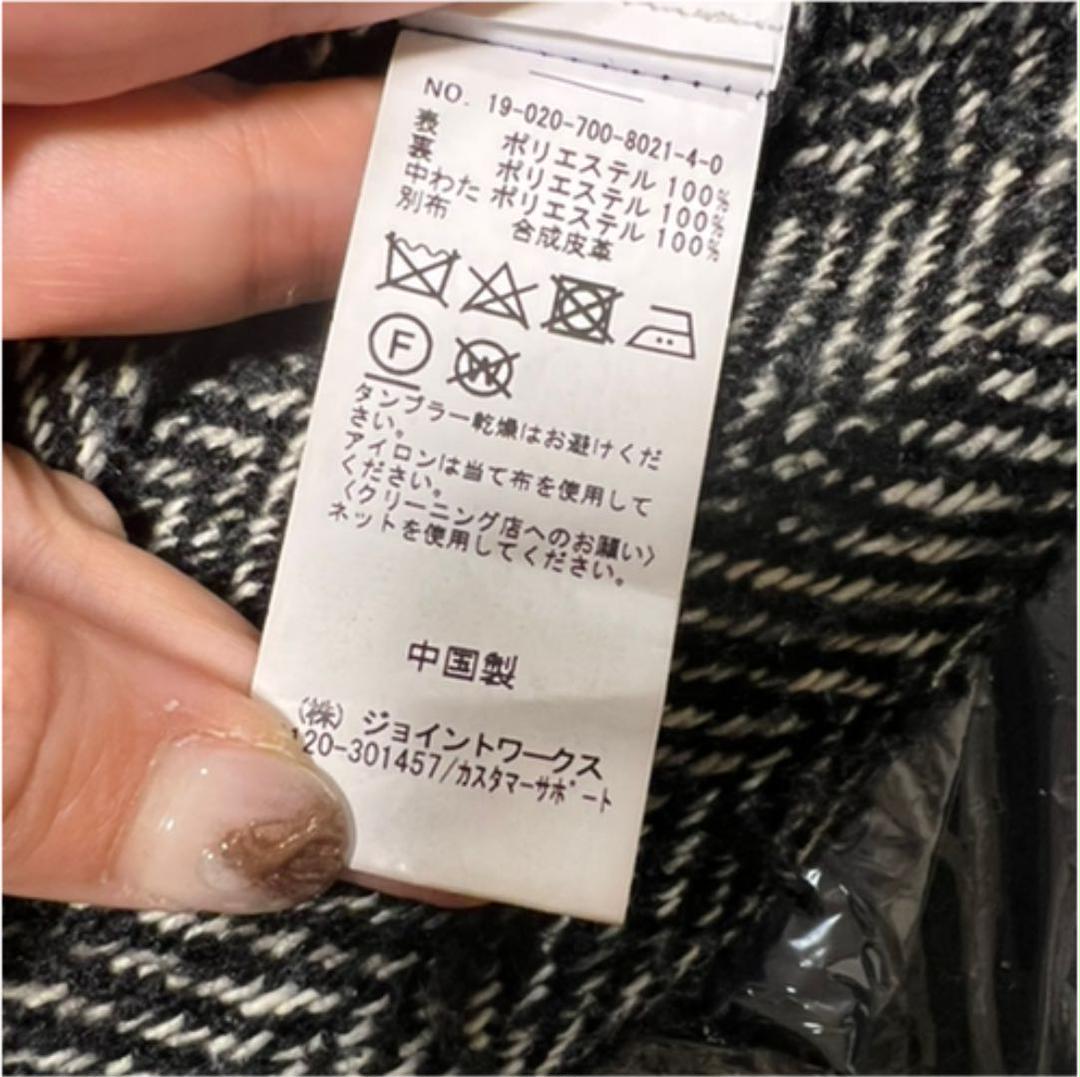 NO. 19-020-700-8021-4-0
表 ポリエステル 100%
裏 ポリエステル 100%
中わた ポリエステル 100%
別布 合成皮革
F W
タンブラー乾燥はお避けくだ
さい。
アイロンは当て布を使用して
ください。
〈クリーニング店へのお願い〉
ネットを使用してください。
中国製
(株) ジョイントワークス
120-301457/カスタマーサポート